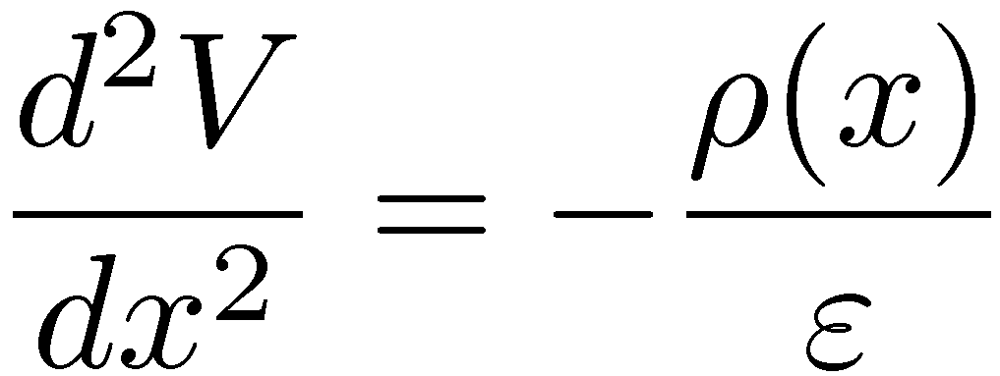 d²V/dx² = −ρ(x)/ε